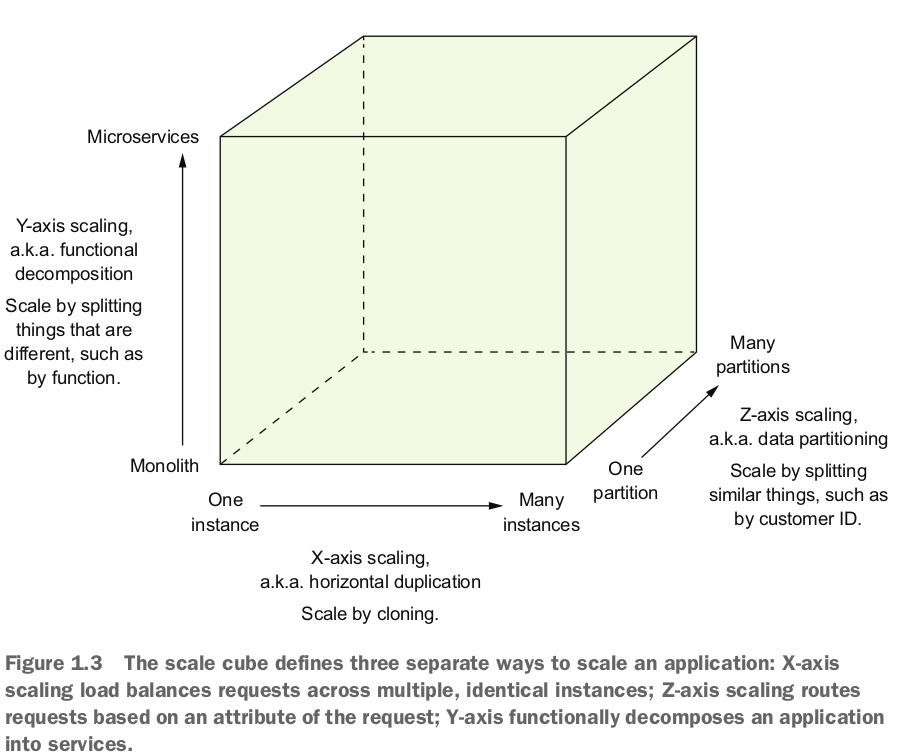 Microservices
Y-axis scaling,
a.k.a. functional
decomposition
Scale by splitting
things that are
different, such as
by function.
Monolith
One
instance
Many
instances
X-axis scaling,
a.k.a. horizontal duplication
Scale by cloning.
One
partition
Many
partitions
Z-axis scaling,
a.k.a. data partitioning
Scale by splitting
similar things, such as
by customer ID.
Figure 1.3 The scale cube defines three separate ways to scale an application: X-axis
scaling load balances requests across multiple, identical instances; Z-axis scaling routes
requests based on an attribute of the request; Y-axis functionally decomposes an application
into services.